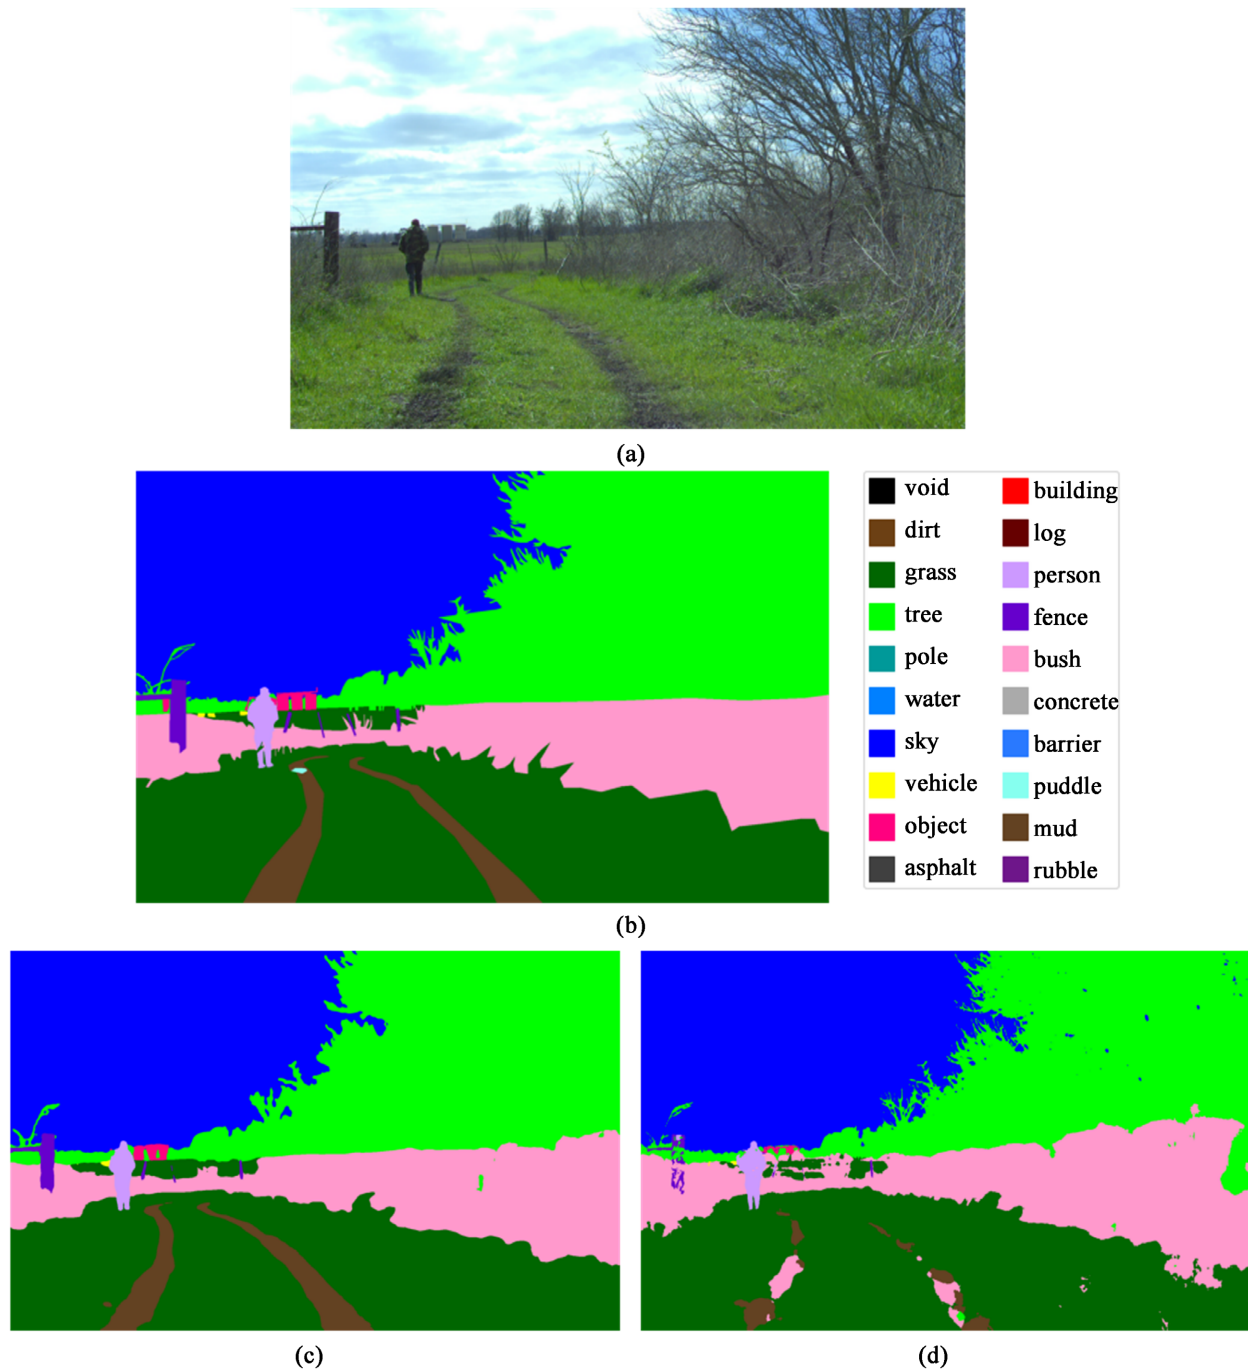 (a)
void
building
dirt
log
grass
person
tree
fence
pole
bush
water
concrete
sky
barrier
vehicle
puddle
object
mud
asphalt
rubble
(b)
(c)
(d)